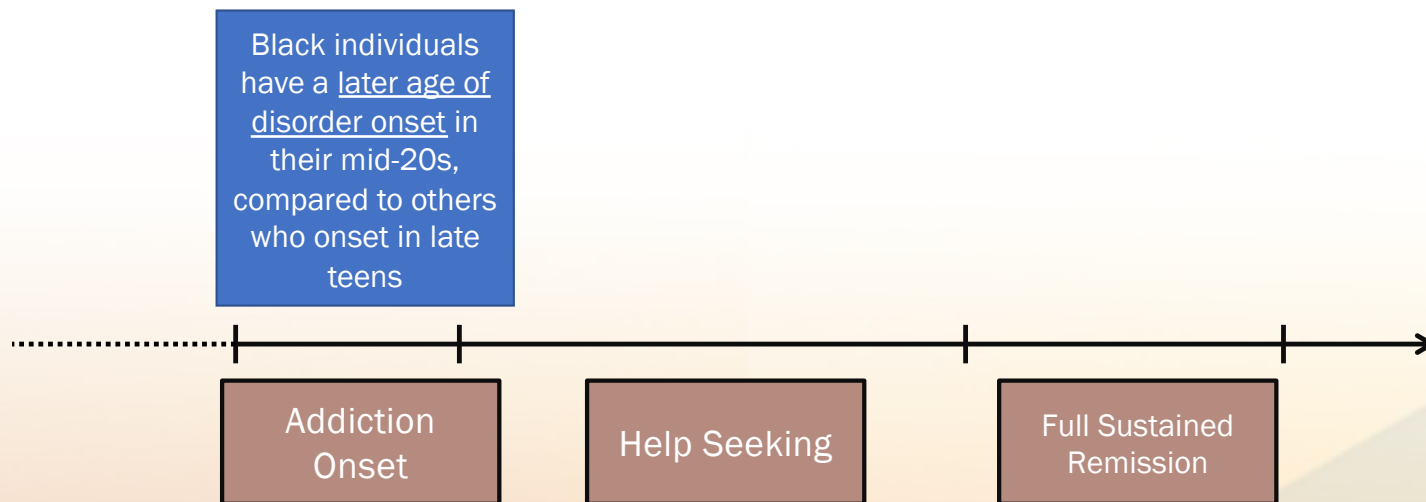 Black individuals
have a later age of
disorder onset in
their mid-20s,
compared to others
who onset in late
teens
Addiction
Onset
Help Seeking
Full Sustained
Remission